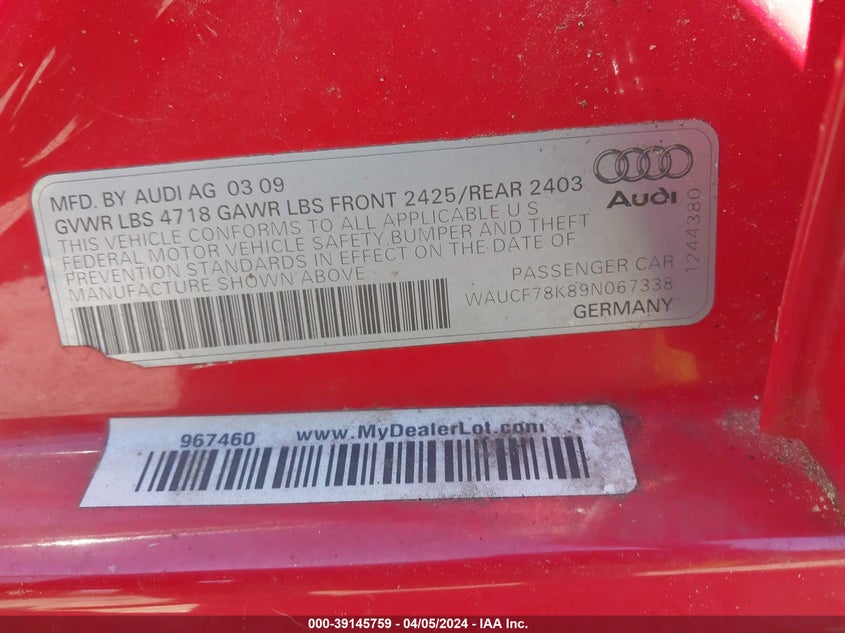 MFD. BY AUDI AG 03 09
GVWR LBS 4718 GAWR LBS FRONT 2425/REAR 2403
THIS VEHICLE CONFORMS TO ALL APPLICABLE U S
FEDERAL MOTOR VEHICLE SAFETY,BUMPER AND THEFT
PREVENTION STANDARDS IN EFFECT ON THE DATE OF
MANUFACTURE SHOWN ABOVE
PASSENGER CAR
WAUCF78K89N067338
GERMANY
Audi
1244380
967460 www.MyDealerLot.com
000-39145759 | 04/05/2024 - IAA Inc.